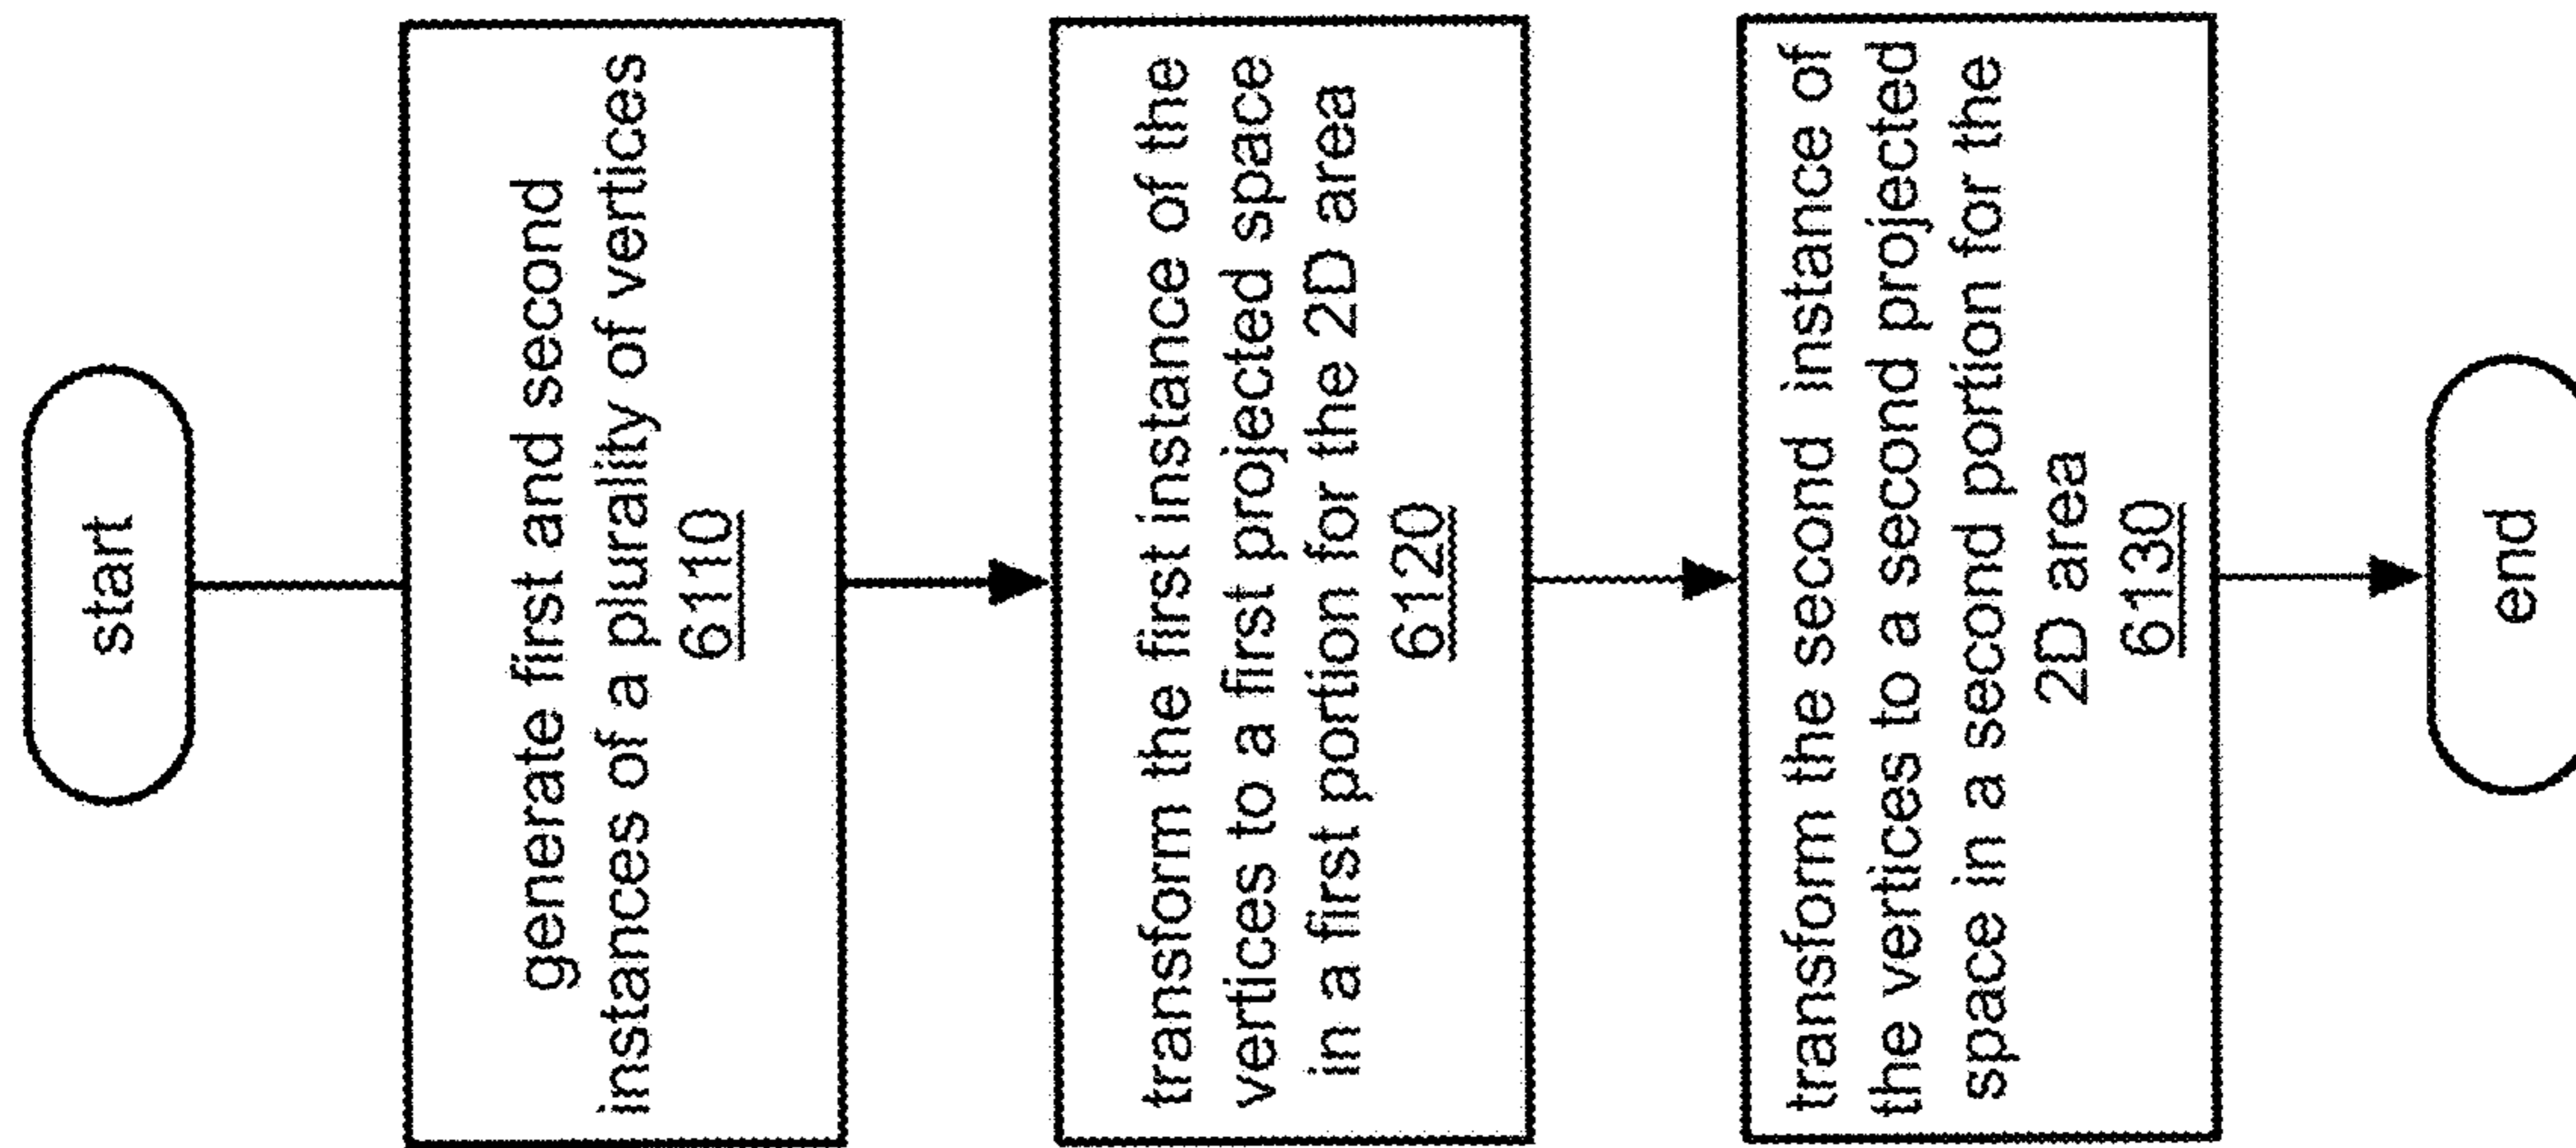 start
generate first and second
instances of a plurality of vertices
6110
transform the first instance of the
vertices to a first projected space
in a first portion for the 2D area
6120
transform the second instance of
the vertices to a second projected
space in a second portion for the
2D area
6130
end